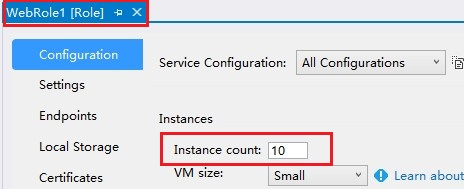 WebRole1 [Role]
Configuration
Service Configuration: All Configurations
Settings
Endpoints
Instances
Local Storage
Instance count: 10
Certificates
VM size: Small
Learn about